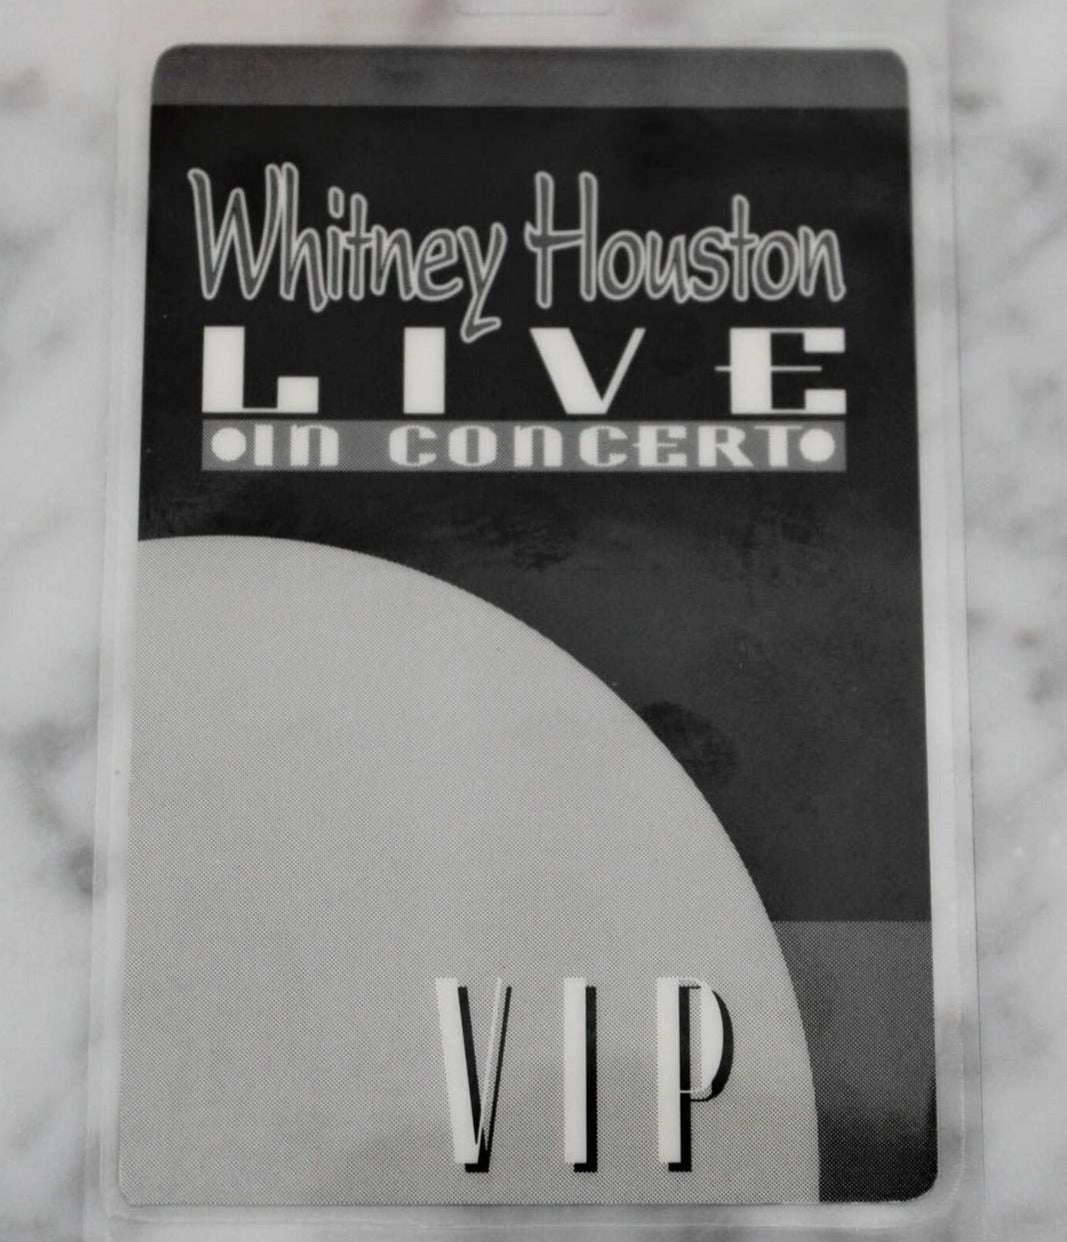 Whitney Houston
LIVE
•IN CONCERT•
VIP